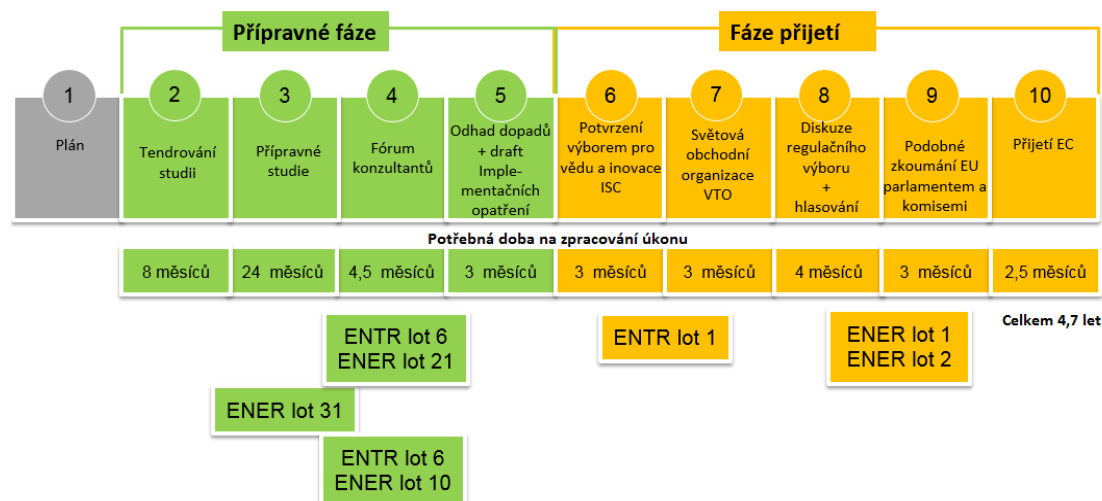 Přípravné fáze
Fáze přijetí
1
Plán
2
Tendrování
studii
3
Přípravné
studie
4
Fórum
konzultantů
5
Odhad dopadů
+ draft
Imple-
mentačních
opatření
6
Potvrzení
výborem pro
vědu a inovace
ISC
7
Světová
obchodní
organizace
VTO
8
Diskuze
regulačního
výboru
+
hlasování
9
Podobné
zkoumání EU
parlamentem a
komisemi
10
Přijetí EC
Potřebná doba na zpracování úkonu
8 měsíců
24 měsíců
4,5 měsíců
3 měsíců
3 měsíců
3 měsíců
4 měsíců
3 měsíců
2,5 měsíců
Celkem 4,7 let
ENTR lot 6
ENER lot 21
ENTR lot 1
ENER lot 1
ENER lot 2
ENER lot 31
ENTR lot 6
ENER lot 10